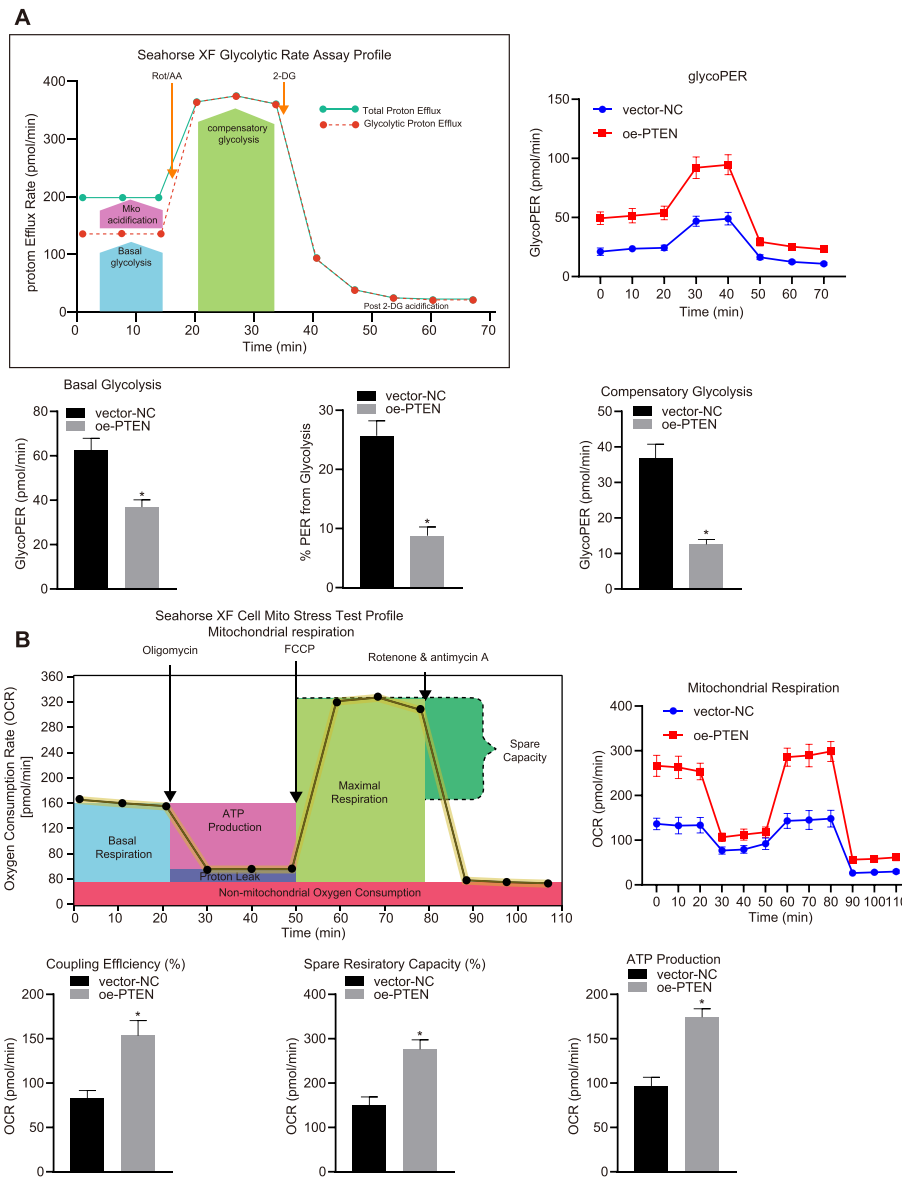 A
Seahorse XF Glycolytic Rate Assay Profile
Rot/AA
2-DG
protom Efflux Rate (pmol/min)
400
300
200
100
0
Total Proton Efflux
Glycolytic Proton Efflux
compensatory
glycolysis
Mko
acidification
Basal
glycolysis
Post 2-DG acidification
0 10 20 30 40 50 60 70
Time (min)
glycoPER
vector-NC
oe-PTEN
GlycoPER (pmol/min)
150
100
50
0
0 10 20 30 40 50 60 70
Time (min)
Basal Glycolysis
vector-NC
oe-PTEN
GlycoPER (pmol/min)
80
60
40
60
0
*
vector-NC
oe-PTEN
% PER from Glycolysis
30
20
10
0
*
Compensatory Glycolysis
vector-NC
oe-PTEN
GlycoPER (pmol/min)
50
40
30
20
10
0
*
B
Seahorse XF Cell Mito Stress Test Profile
Mitochondrial respiration
Oligomycin
FCCP
Rotenone & antimycin A
Oxygen Consumption Rate (OCR)
[pmol/min]
360
320
240
200
160
120
80
80
0
Basal
Respiration
ATP
Production
Proton Leak
Maximal
Respiration
Spare
Capacity
Non-mitochondrial Oxygen Consumption
0 10 20 30 40 50 60 70 80 90 100 110
Time (min)
Mitochondrial Respiration
vector-NC
oe-PTEN
OCR (pmol/min)
400
300
200
100
0
0 10 20 30 40 50 60 70 80 90 100 110
Time (min)
Coupling Efflciency (%)
vector-NC
oe-PTEN
OCR (pmol/min)
200
150
100
50
0
*
Spare Resiratory Capacity (%)
vector-NC
oe-PTEN
OCR (pmol/min)
400
300
200
100
0
*
ATP Production
vector-NC
oe-PTEN
OCR (pmol/min)
200
150
100
50
0
*